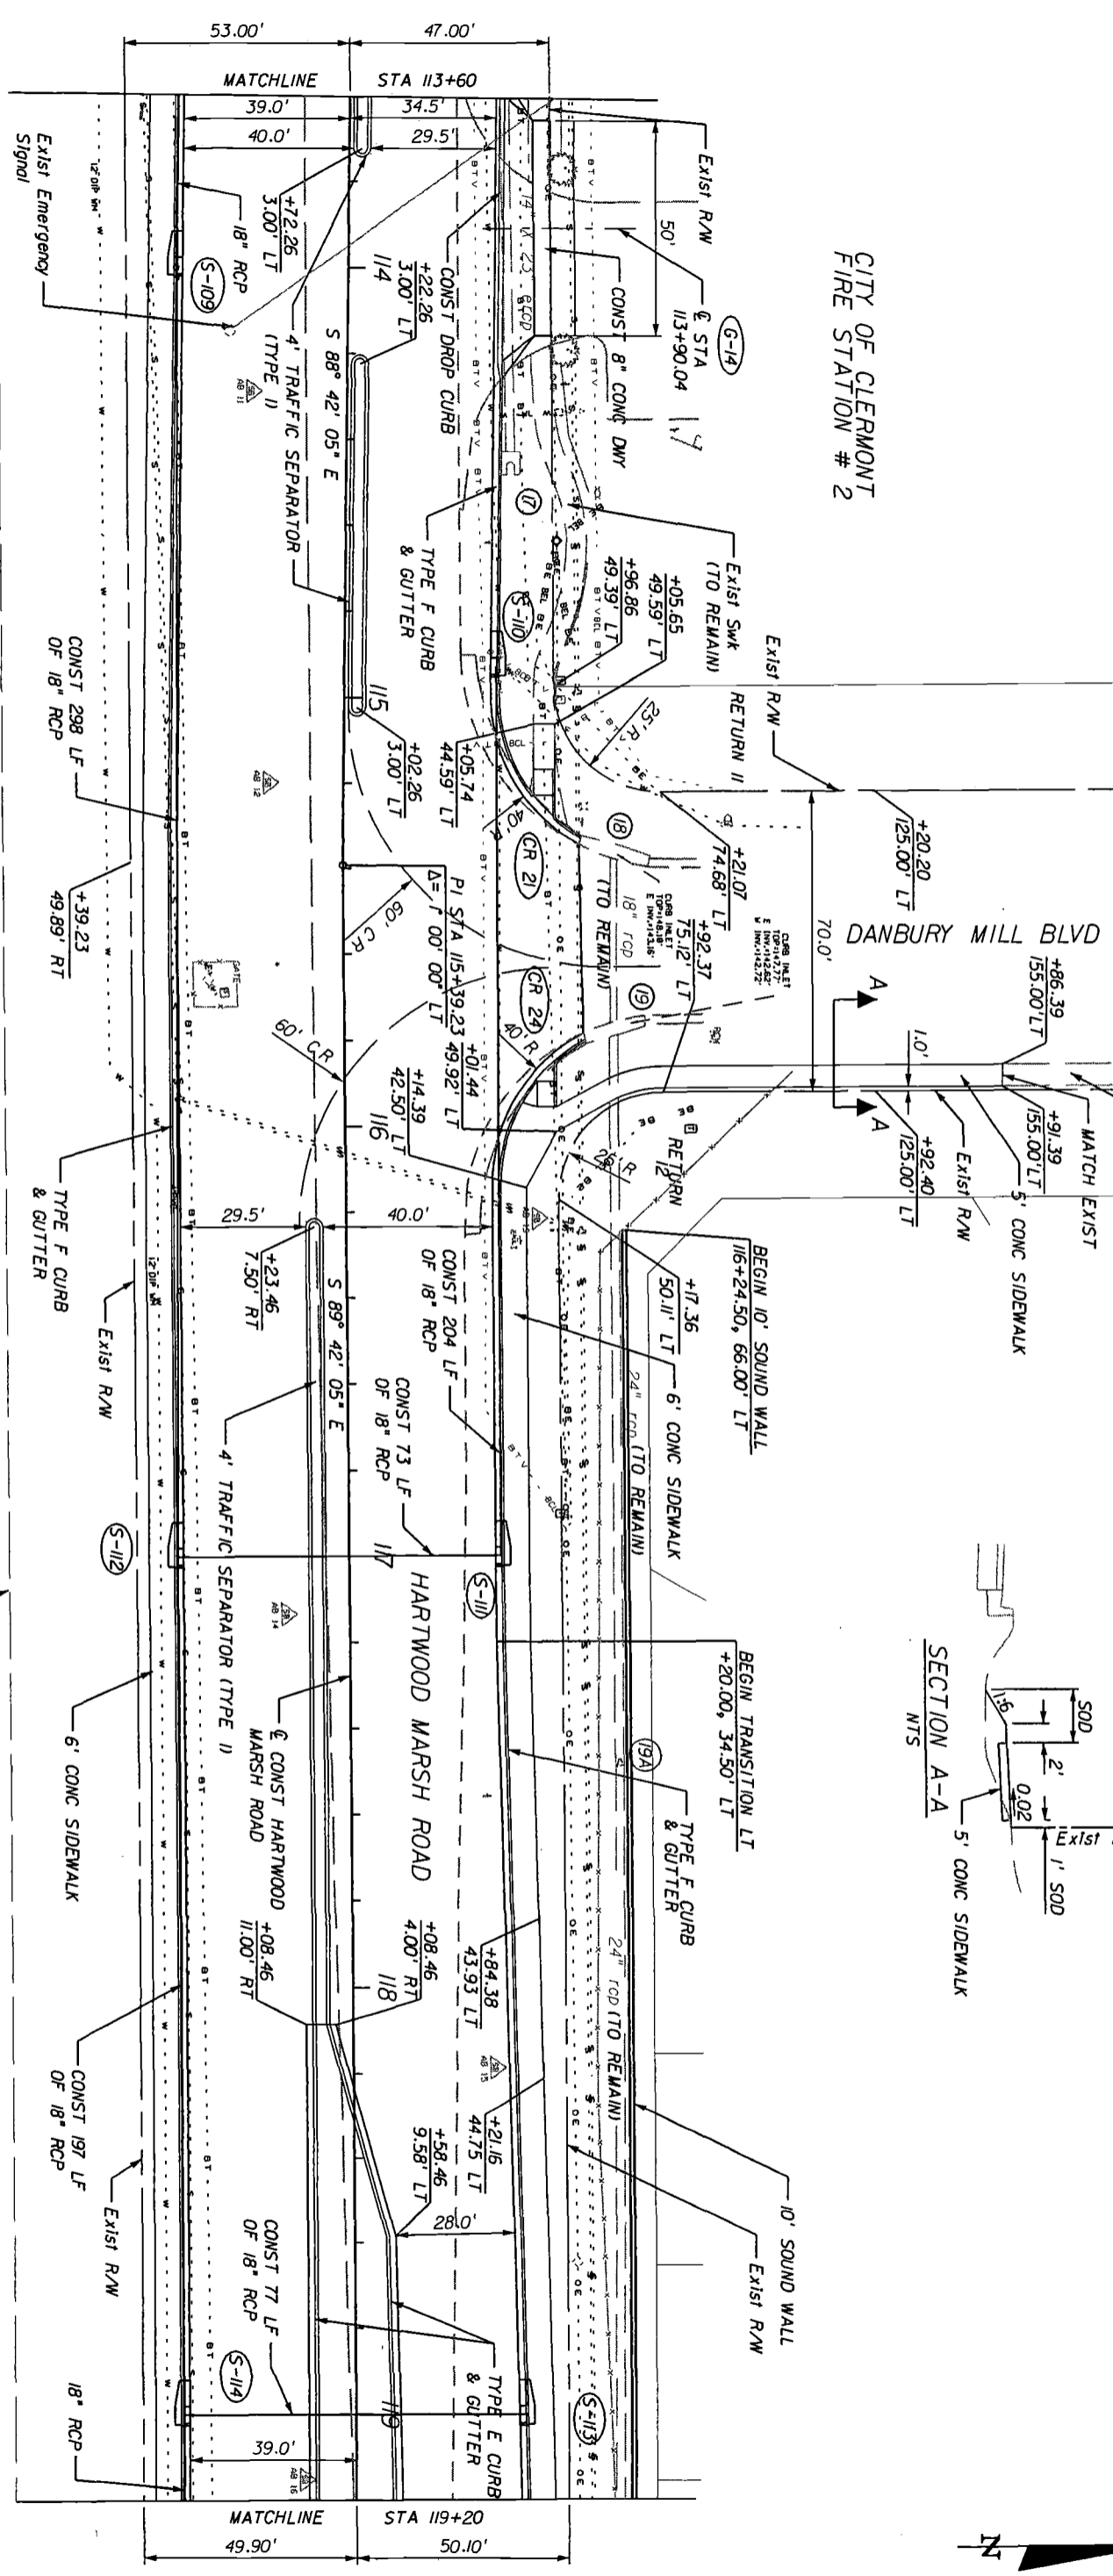 53.00'
47.00'
MATCHLINE STA 113+60
39.0'
34.5'
40.0'
29.5'
Exist R/W
50'
CITY OF CLERMONT
FIRE STATION # 2
Exist Emergency
Signal
12" DIP WM
+72.26
3.00' LT
18" RCP
S-109
4' TRAFFIC SEPARATOR
(TYPE I)
S 88° 42' 05" E
114
+22.26
3.00' LT
CONST DROP CURB
CONST 8" CONC DWY
G-14
℄ STA
113+90.04
TYPE F CURB
& GUTTER
17
S-110
+96.86
49.39' LT
+05.65
49.59' LT
Exist Swk
(TO REMAIN)
Exist R/W
RETURN 11
25' R
115
+02.26
3.00' LT
+05.74
44.59' LT
40' R
CR 21
18
+21.07
74.68' LT
+20.20
125.00' LT
70.0'
DANBURY MILL BLVD
CONST 298 LF
OF 18" RCP
+39.23
49.89' RT
60' C.R
PI STA 115+39.23
Δ= 1° 00' 00" LT
18" rcp
(TO REMAIN)
CURB INLET
CURB INLET
+92.37
75.12' LT
19
CR 24
40' R
60' C.R
GATE
+01.44
49.92' LT
+14.39
42.50' LT
116
A
A
1.0'
+86.39
155.00'LT
+91.39
155.00'LT
MATCH EXIST
5' CONC SIDEWALK
Exist R/W
+92.40
125.00' LT
25' R
RETURN
12
TYPE F CURB
& GUTTER
29.5'
40.0'
12" DIP WM
Exist R/W
+23.46
7.50' RT
S 89° 42' 05" E
CONST 204 LF
OF 18" RCP
+17.36
50.11' LT
BEGIN 10' SOUND WALL
116+24.50, 66.00' LT
6' CONC SIDEWALK
24" rcp (TO REMAIN)
4' TRAFFIC SEPARATOR (TYPE I)
CONST 73 LF
OF 18" RCP
117
S-112
S-111
HARTWOOD MARSH ROAD
BEGIN TRANSITION LT
+20.00, 34.50' LT
19A
TYPE F CURB
& GUTTER
SECTION A-A
NTS
SOD
1:6
2'
0.02
Exist
1' SOD
5' CONC SIDEWALK
6' CONC SIDEWALK
℄ CONST HARTWOOD
MARSH ROAD
+08.46
11.00' RT
+08.46
4.00' RT
118
+84.38
43.93 LT
24" rcp (TO REMAIN)
+21.16
44.75 LT
+58.46
9.58' LT
28.0'
10' SOUND WALL
Exist R/W
CONST 197 LF
OF 18" RCP
Exist R/W
CONST 77 LF
OF 18" RCP
S-114
TYPE E CURB
& GUTTER
119
S-113
18" RCP
39.0'
MATCHLINE STA 119+20
49.90'
50.10'
N